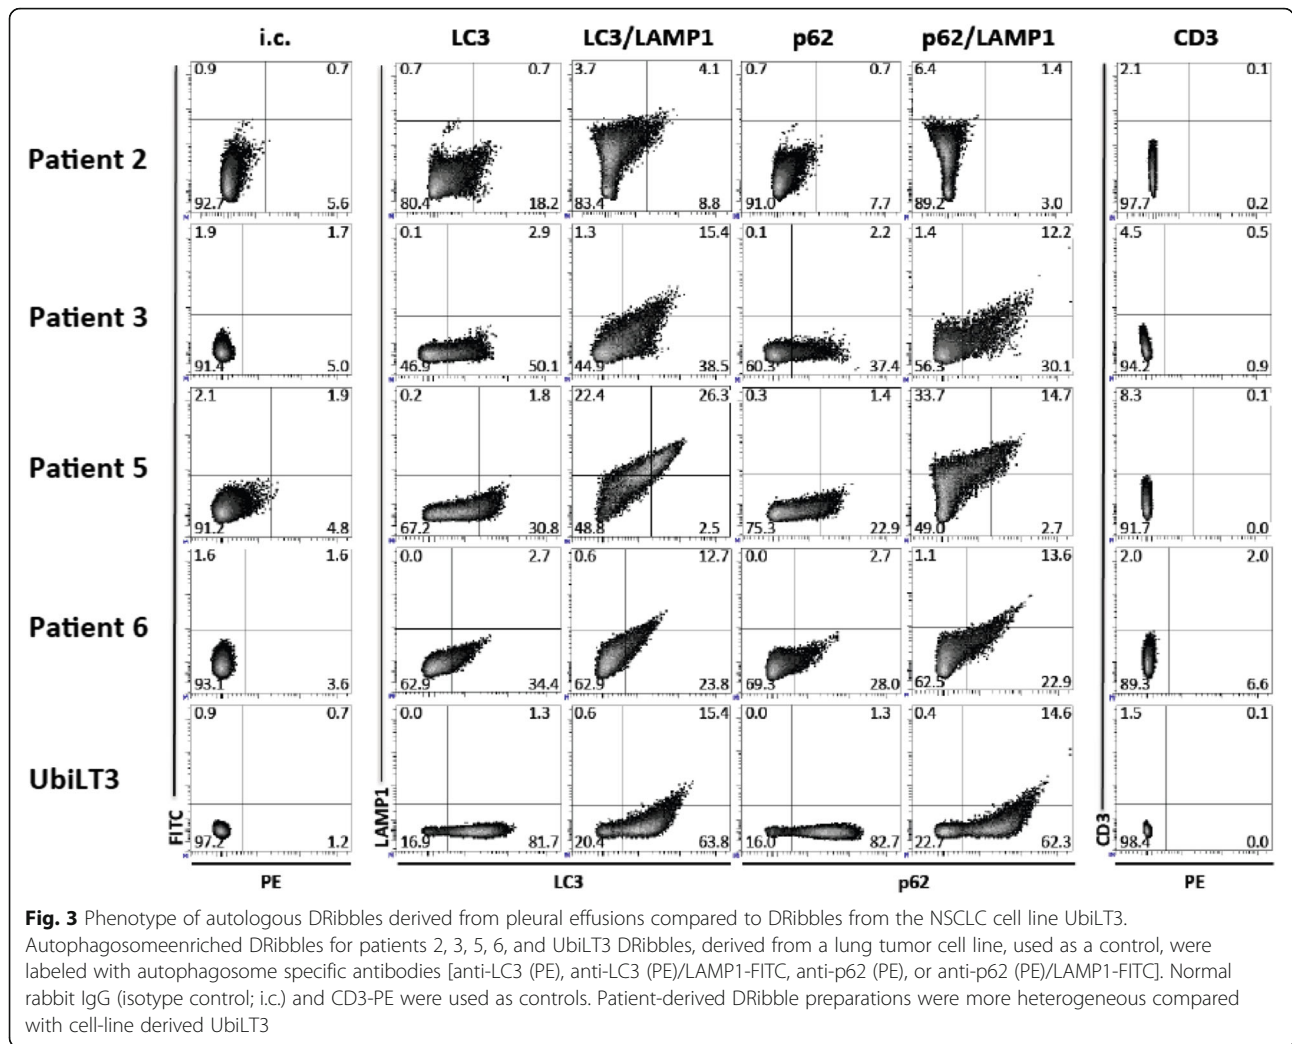 i.c. LC3 LC3/LAMP1 p62 p62/LAMP1 CD3
0.9 0.7 0.7 0.7 3.7 4.1 0.7 0.7 6.4 1.4 2.1 0.1
Patient 2
92.7 5.6 80.4 18.2 83.4 8.8 91.0 7.7 89.2 3.0 97.7 0.2
1.9 1.7 0.1 2.9 1.3 15.4 0.1 2.2 1.4 12.2 4.5 0.5
Patient 3
91.4 5.0 46.9 50.1 44.9 38.5 60.3 37.4 56.3 30.1 94.2 0.9
2.1 1.9 0.2 1.8 22.4 26.3 0.3 1.4 33.7 14.7 8.3 0.1
Patient 5
91.2 4.8 67.2 30.8 48.8 2.5 75.3 22.9 49.0 2.7 91.7 0.0
1.6 1.6 0.0 2.7 0.6 12.7 0.0 2.7 1.1 13.6 2.0 2.0
Patient 6
93.1 3.6 62.9 34.4 62.9 23.8 69.3 28.0 62.5 22.9 89.3 6.6
0.9 0.7 0.0 1.3 0.6 15.4 0.0 1.3 0.4 14.6 1.5 0.1
UbiLT3
FITC LAMP1 CD3
97.2 1.2 16.9 81.7 20.4 63.8 16.0 82.7 22.7 62.3 98.4 0.0
PE LC3 p62 PE
Fig. 3 Phenotype of autologous DRibbles derived from pleural effusions compared to DRibbles from the NSCLC cell line UbiLT3.
Autophagosomeenriched DRibbles for patients 2, 3, 5, 6, and UbiLT3 DRibbles, derived from a lung tumor cell line, used as a control, were
labeled with autophagosome specific antibodies [anti-LC3 (PE), anti-LC3 (PE)/LAMP1-FITC, anti-p62 (PE), or anti-p62 (PE)/LAMP1-FITC]. Normal
rabbit IgG (isotype control; i.c.) and CD3-PE were used as controls. Patient-derived DRibble preparations were more heterogeneous compared
with cell-line derived UbiLT3